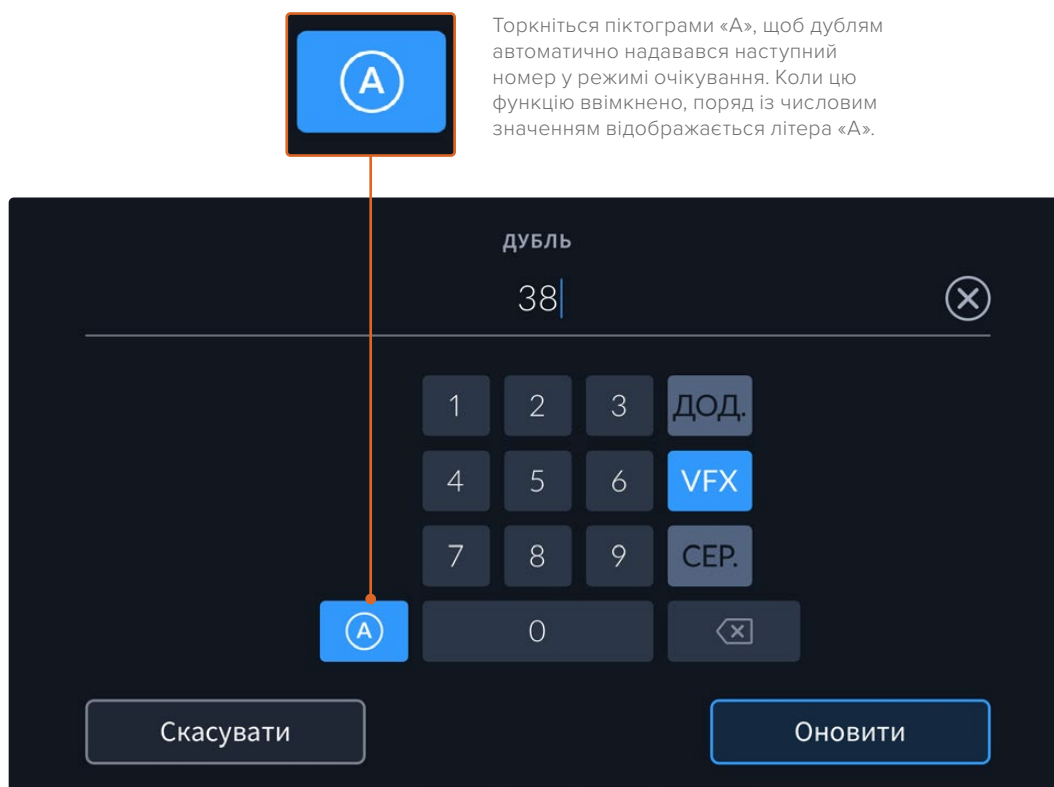 A
Торкніться піктограми «А», щоб дублям
автоматично надавався наступний
номер у режимі очікування. Коли цю
функцію ввімкнено, поряд із числовим
значенням відображається літера «А».
ДУБЛЬ
38
1 2 3 ДОД.
4 5 6 VFX
7 8 9 СЕР.
A 0
Скасувати Оновити